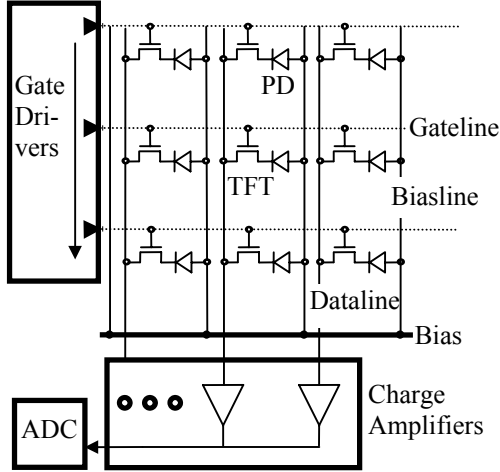 Gate
Dri-
vers
PD
Gateline
TFT
Biasline
Dataline
Bias
Charge
Amplifiers
ADC